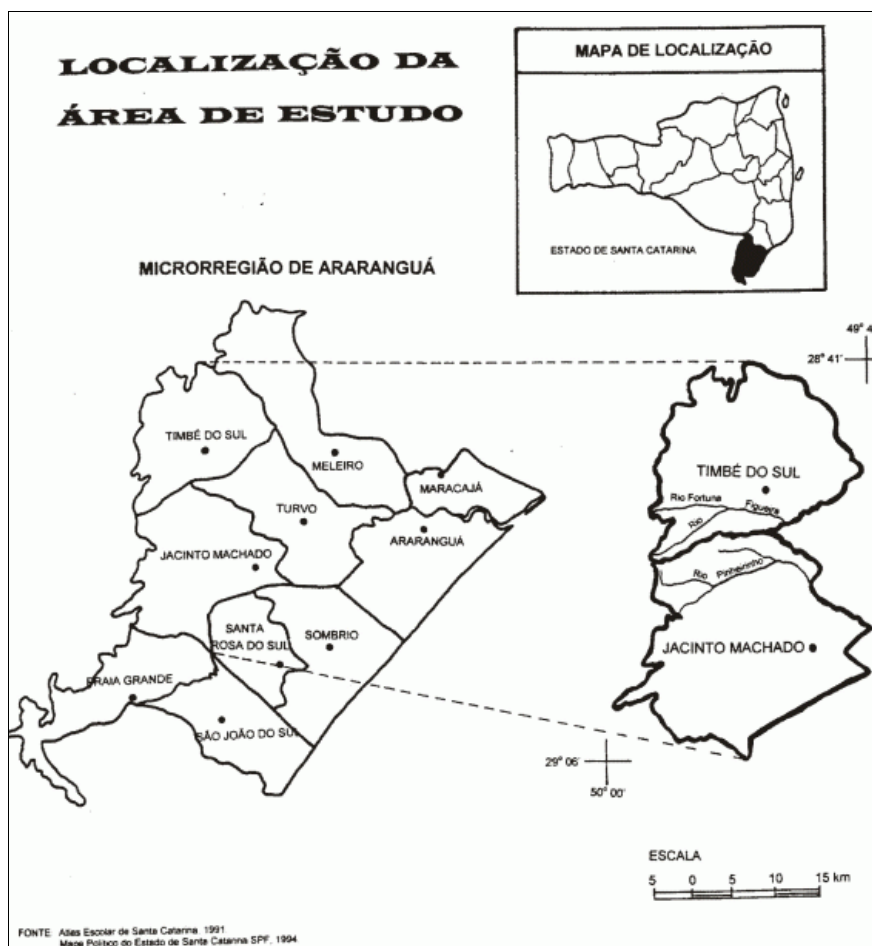 LOCALIZAÇÃO DA
ÁREA DE ESTUDO
MAPA DE LOCALIZAÇÃO
ESTADO DE SANTA CATARINA
MICRORREGIÃO DE ARARANGUÁ
49° 4
28° 41'
TIMBÉ DO SUL
MELEIRO
MARACAJÁ
TURVO
ARARANGUÁ
JACINTO MACHADO
SANTA
ROSA DO SUL
SOMBRIO
PRAIA GRANDE
SÃO JOÃO DO SUL
TIMBÉ DO SUL
Rio Fortuna
Rio Figueira
Rio Pinheirinho
JACINTO MACHADO
29° 06'
50° 00'
ESCALA
5 0 5 10 15 km
FONTE: Atlas Escolar de Santa Catarina, 1991
Mapa Político do Estado de Santa Catarina SPF, 1994